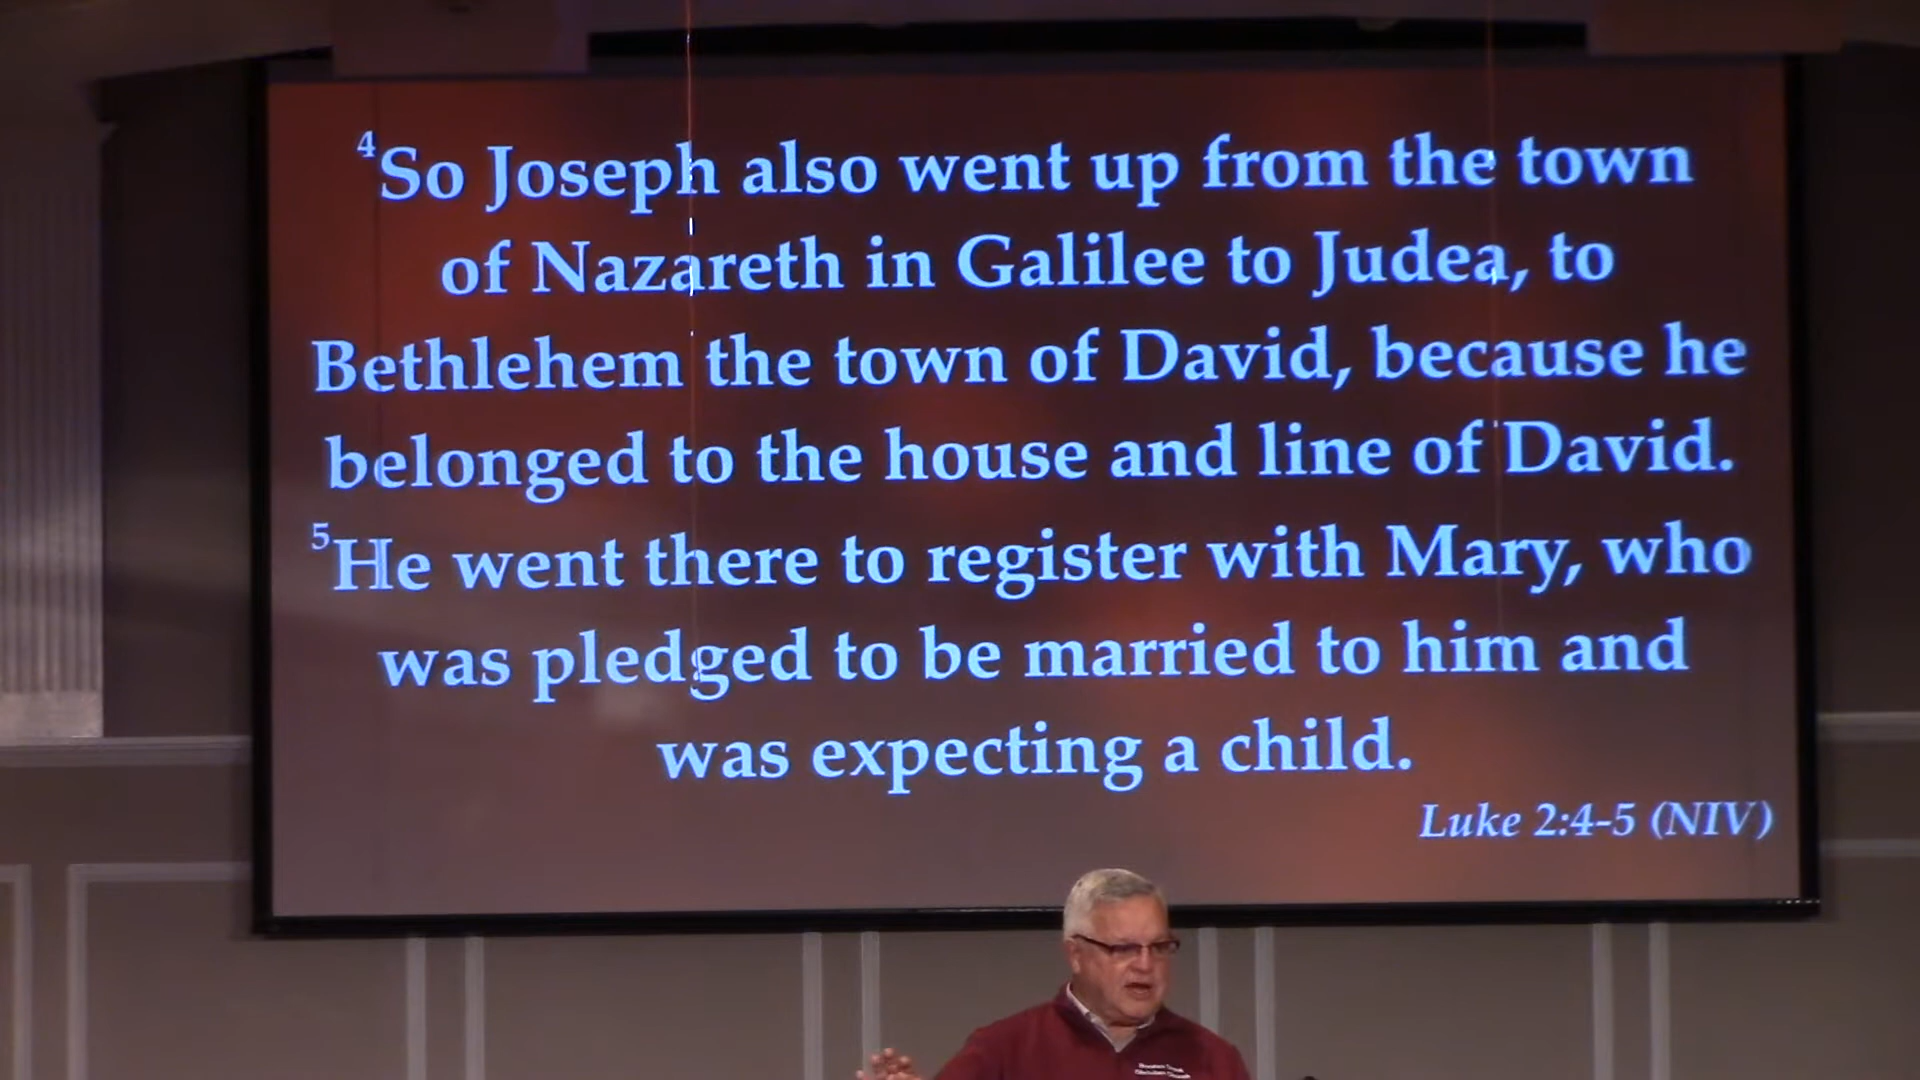 ⁴So Joseph also went up from the town
of Nazareth in Galilee to Judea, to
Bethlehem the town of David, because he
belonged to the house and line of David.
⁵He went there to register with Mary, who
was pledged to be married to him and
was expecting a child.
Luke 2:4-5 (NIV)
Christian Church